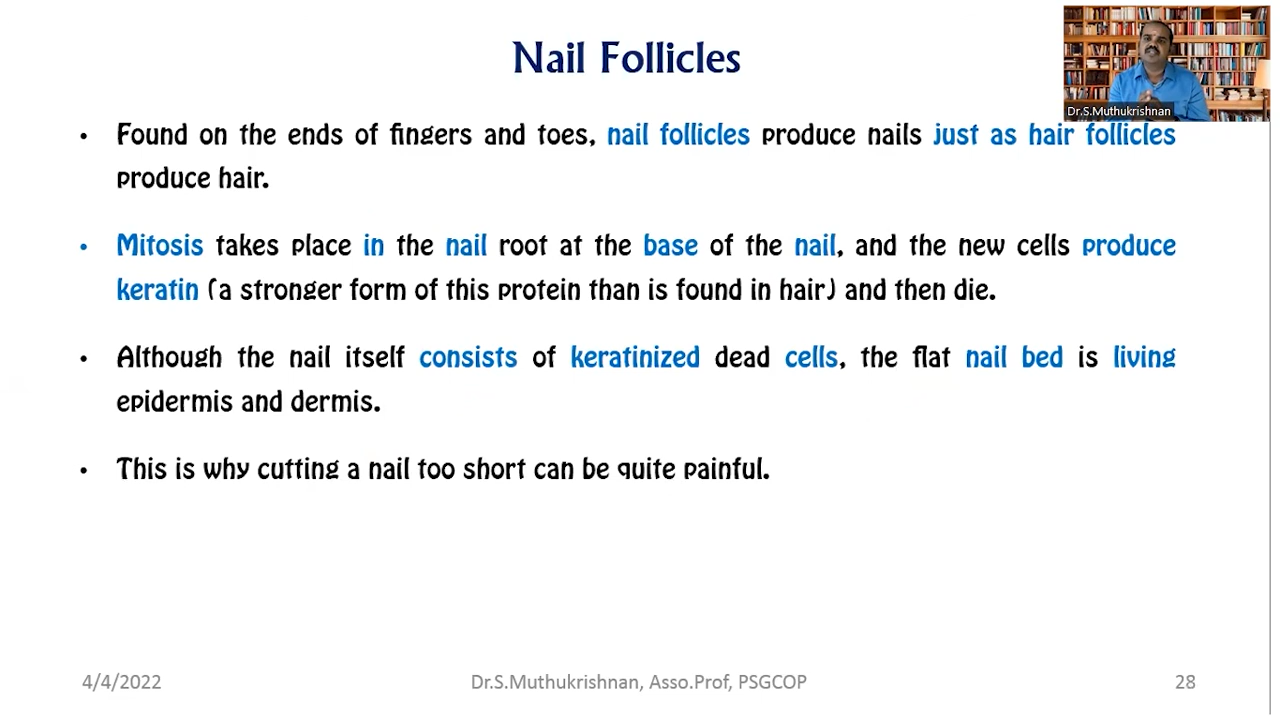 Nail Follicles
Dr.S.Muthukrishnan
• Found on the ends of fingers and toes, nail follicles produce nails just as hair follicles
produce hair.
• Mitosis takes place in the nail root at the base of the nail, and the new cells produce
keratin (a stronger form of this protein than is found in hair) and then die.
• Although the nail itself consists of keratinized dead cells, the flat nail bed is living
epidermis and dermis.
• This is why cutting a nail too short can be quite painful.
4/4/2022
Dr.S.Muthukrishnan, Asso.Prof, PSGCOP
28